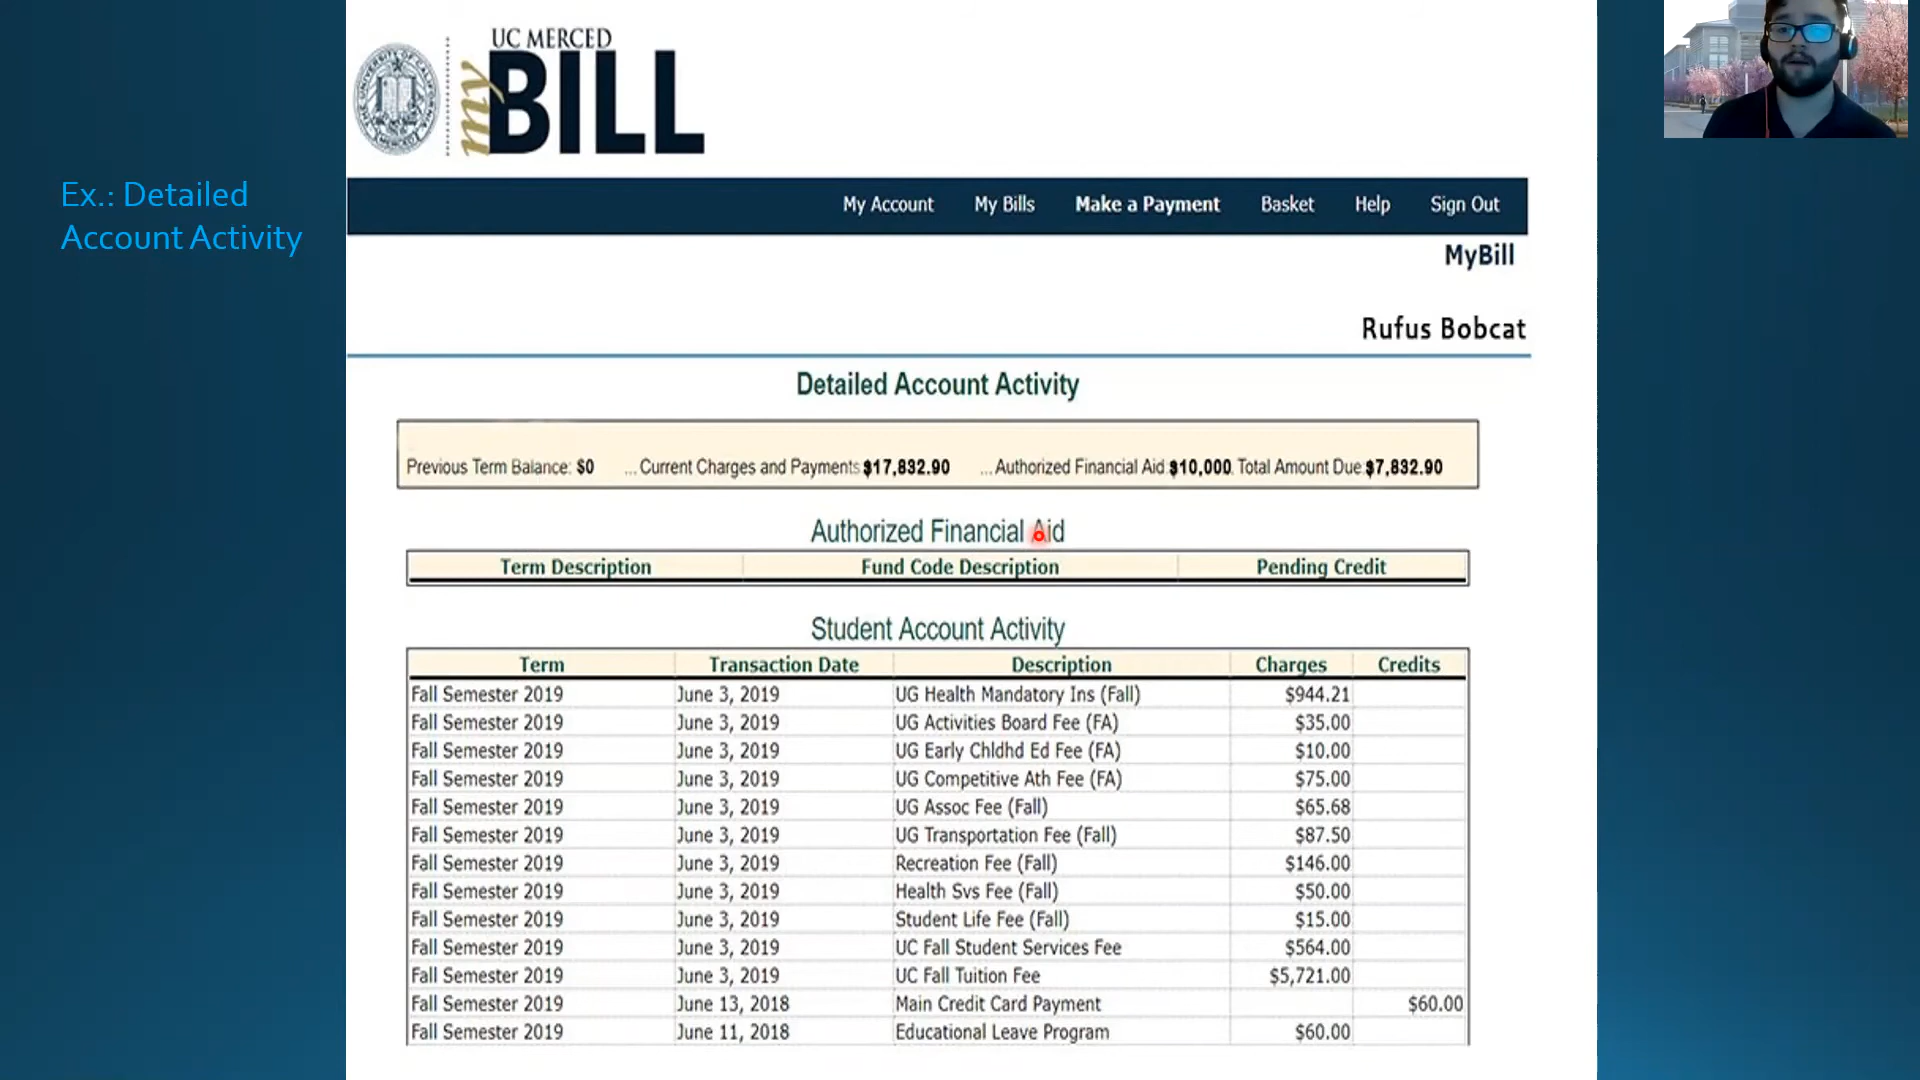 UC MERCED
my BILL
Ex.: Detailed
Account Activity
My Account My Bills Make a Payment Basket Help Sign Out
MyBill
Rufus Bobcat
Detailed Account Activity
Previous Term Balance: $0 ... Current Charges and Payments $17,832.90 ... Authorized Financial Aid $10,000. Total Amount Due $7,832.90
Authorized Financial Aid
Term Description Fund Code Description Pending Credit
Student Account Activity
Term Transaction Date Description Charges Credits
Fall Semester 2019 June 3, 2019 UG Health Mandatory Ins (Fall) $944.21
Fall Semester 2019 June 3, 2019 UG Activities Board Fee (FA) $35.00
Fall Semester 2019 June 3, 2019 UG Early Chldhd Ed Fee (FA) $10.00
Fall Semester 2019 June 3, 2019 UG Competitive Ath Fee (FA) $75.00
Fall Semester 2019 June 3, 2019 UG Assoc Fee (Fall) $65.68
Fall Semester 2019 June 3, 2019 UG Transportation Fee (Fall) $87.50
Fall Semester 2019 June 3, 2019 Recreation Fee (Fall) $146.00
Fall Semester 2019 June 3, 2019 Health Svs Fee (Fall) $50.00
Fall Semester 2019 June 3, 2019 Student Life Fee (Fall) $15.00
Fall Semester 2019 June 3, 2019 UC Fall Student Services Fee $564.00
Fall Semester 2019 June 3, 2019 UC Fall Tuition Fee $5,721.00
Fall Semester 2019 June 13, 2018 Main Credit Card Payment $60.00
Fall Semester 2019 June 11, 2018 Educational Leave Program $60.00